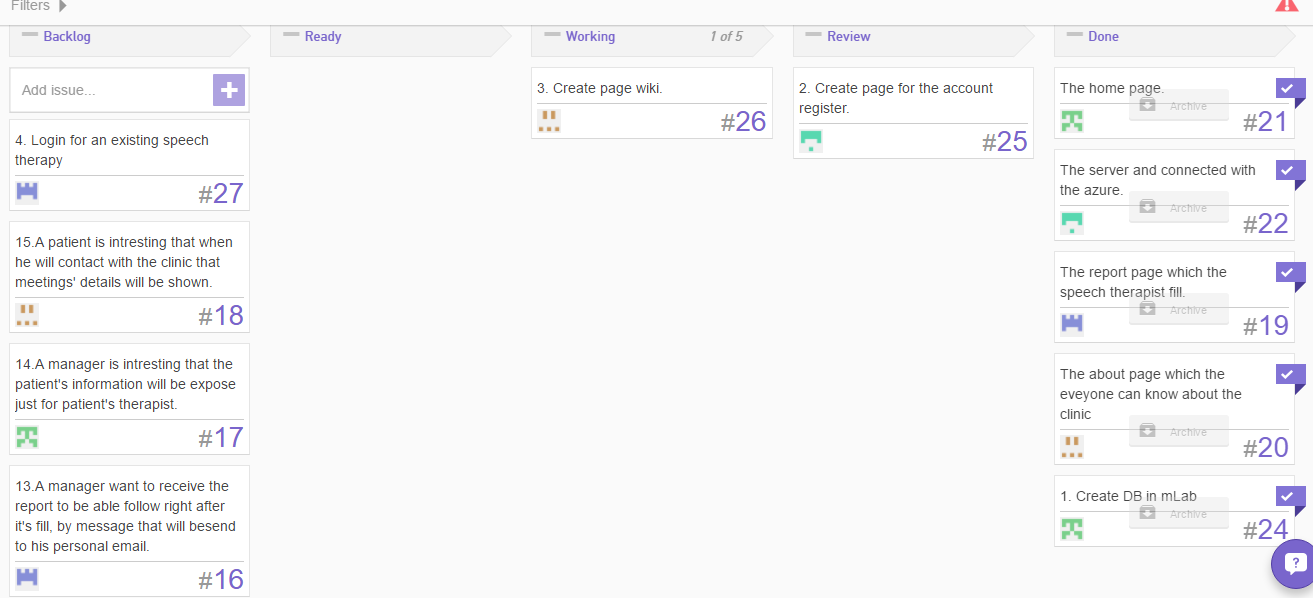 Filters
Backlog
Ready
Working 1 of 5
Review
Done
Add issue...
4. Login for an existing speech
therapy
#27
15.A patient is intresting that when
he will contact with the clinic that
meetings' details will be shown.
#18
14.A manager is intresting that the
patient's information will be expose
just for patient's therapist.
#17
13.A manager want to receive the
report to be able follow right after
it's fill, by message that will besend
to his personal email.
#16
3. Create page wiki.
#26
2. Create page for the account
register.
#25
The home page.
Archive
#21
The server and connected with
the azure.
Archive
#22
The report page which the
speech therapist fill.
Archive
#19
The about page which the
eveyone can know about the
clinic
Archive
#20
1. Create DB in mLab
Archive
#24
?